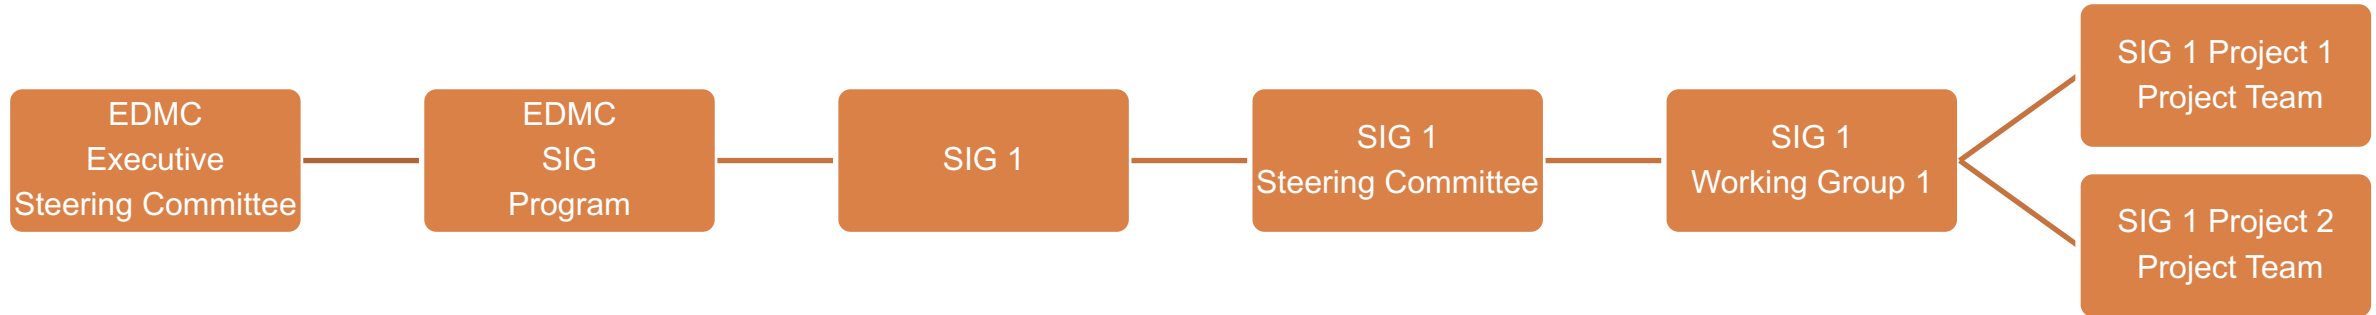 EDMC
Executive
Steering Committee
EDMC
SIG
Program
SIG 1
SIG 1
Steering Committee
SIG 1
Working Group 1
SIG 1 Project 1
Project Team
SIG 1 Project 2
Project Team